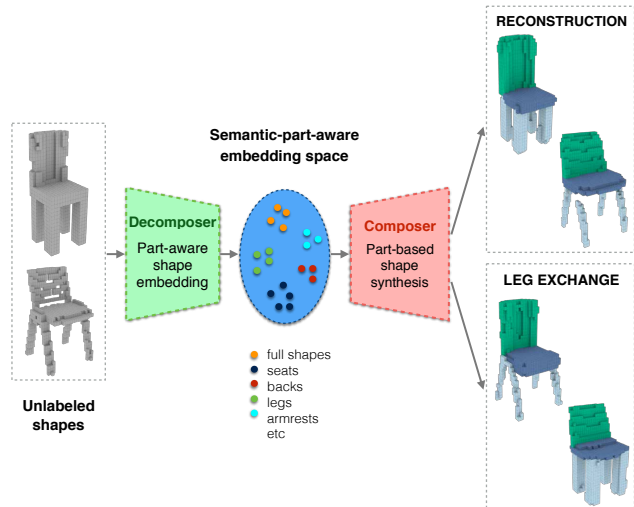 RECONSTRUCTION
Semantic-part-aware
embedding space
Decomposer
Part-aware
shape
embedding
Composer
Part-based
shape
synthesis
LEG EXCHANGE
full shapes
seats
backs
legs
armrests
etc
Unlabeled
shapes